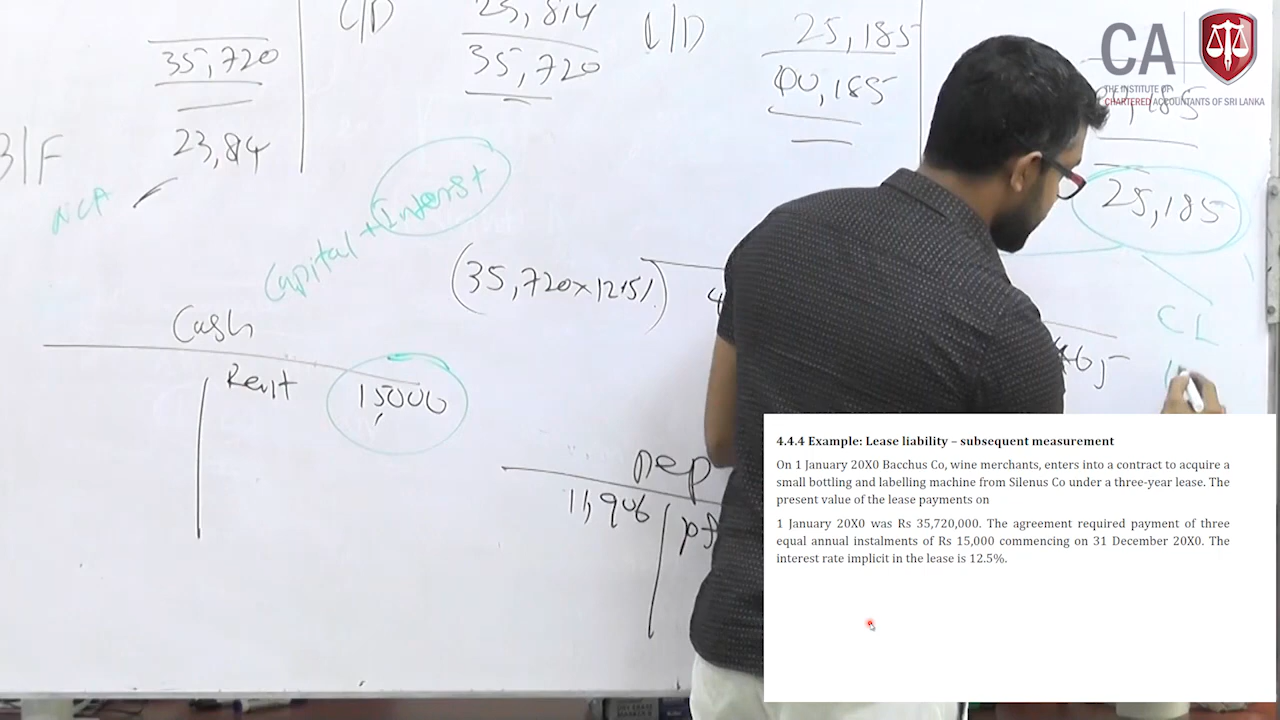 35,720
23,84
B/F
NCA
C/D
25,814
35,720
C/D
25,185
40,185
25,185
CL
Capital + Interest
(35,720 x 12.5%)
Cash
Rent 15000
Dep
11,906
CA
THE INSTITUTE OF
CHARTERED ACCOUNTANTS OF SRI LANKA
4.4.4 Example: Lease liability – subsequent measurement
On 1 January 20X0 Bacchus Co, wine merchants, enters into a contract to acquire a
small bottling and labelling machine from Silenus Co under a three-year lease. The
present value of the lease payments on
1 January 20X0 was Rs 35,720,000. The agreement required payment of three
equal annual instalments of Rs 15,000 commencing on 31 December 20X0. The
interest rate implicit in the lease is 12.5%.